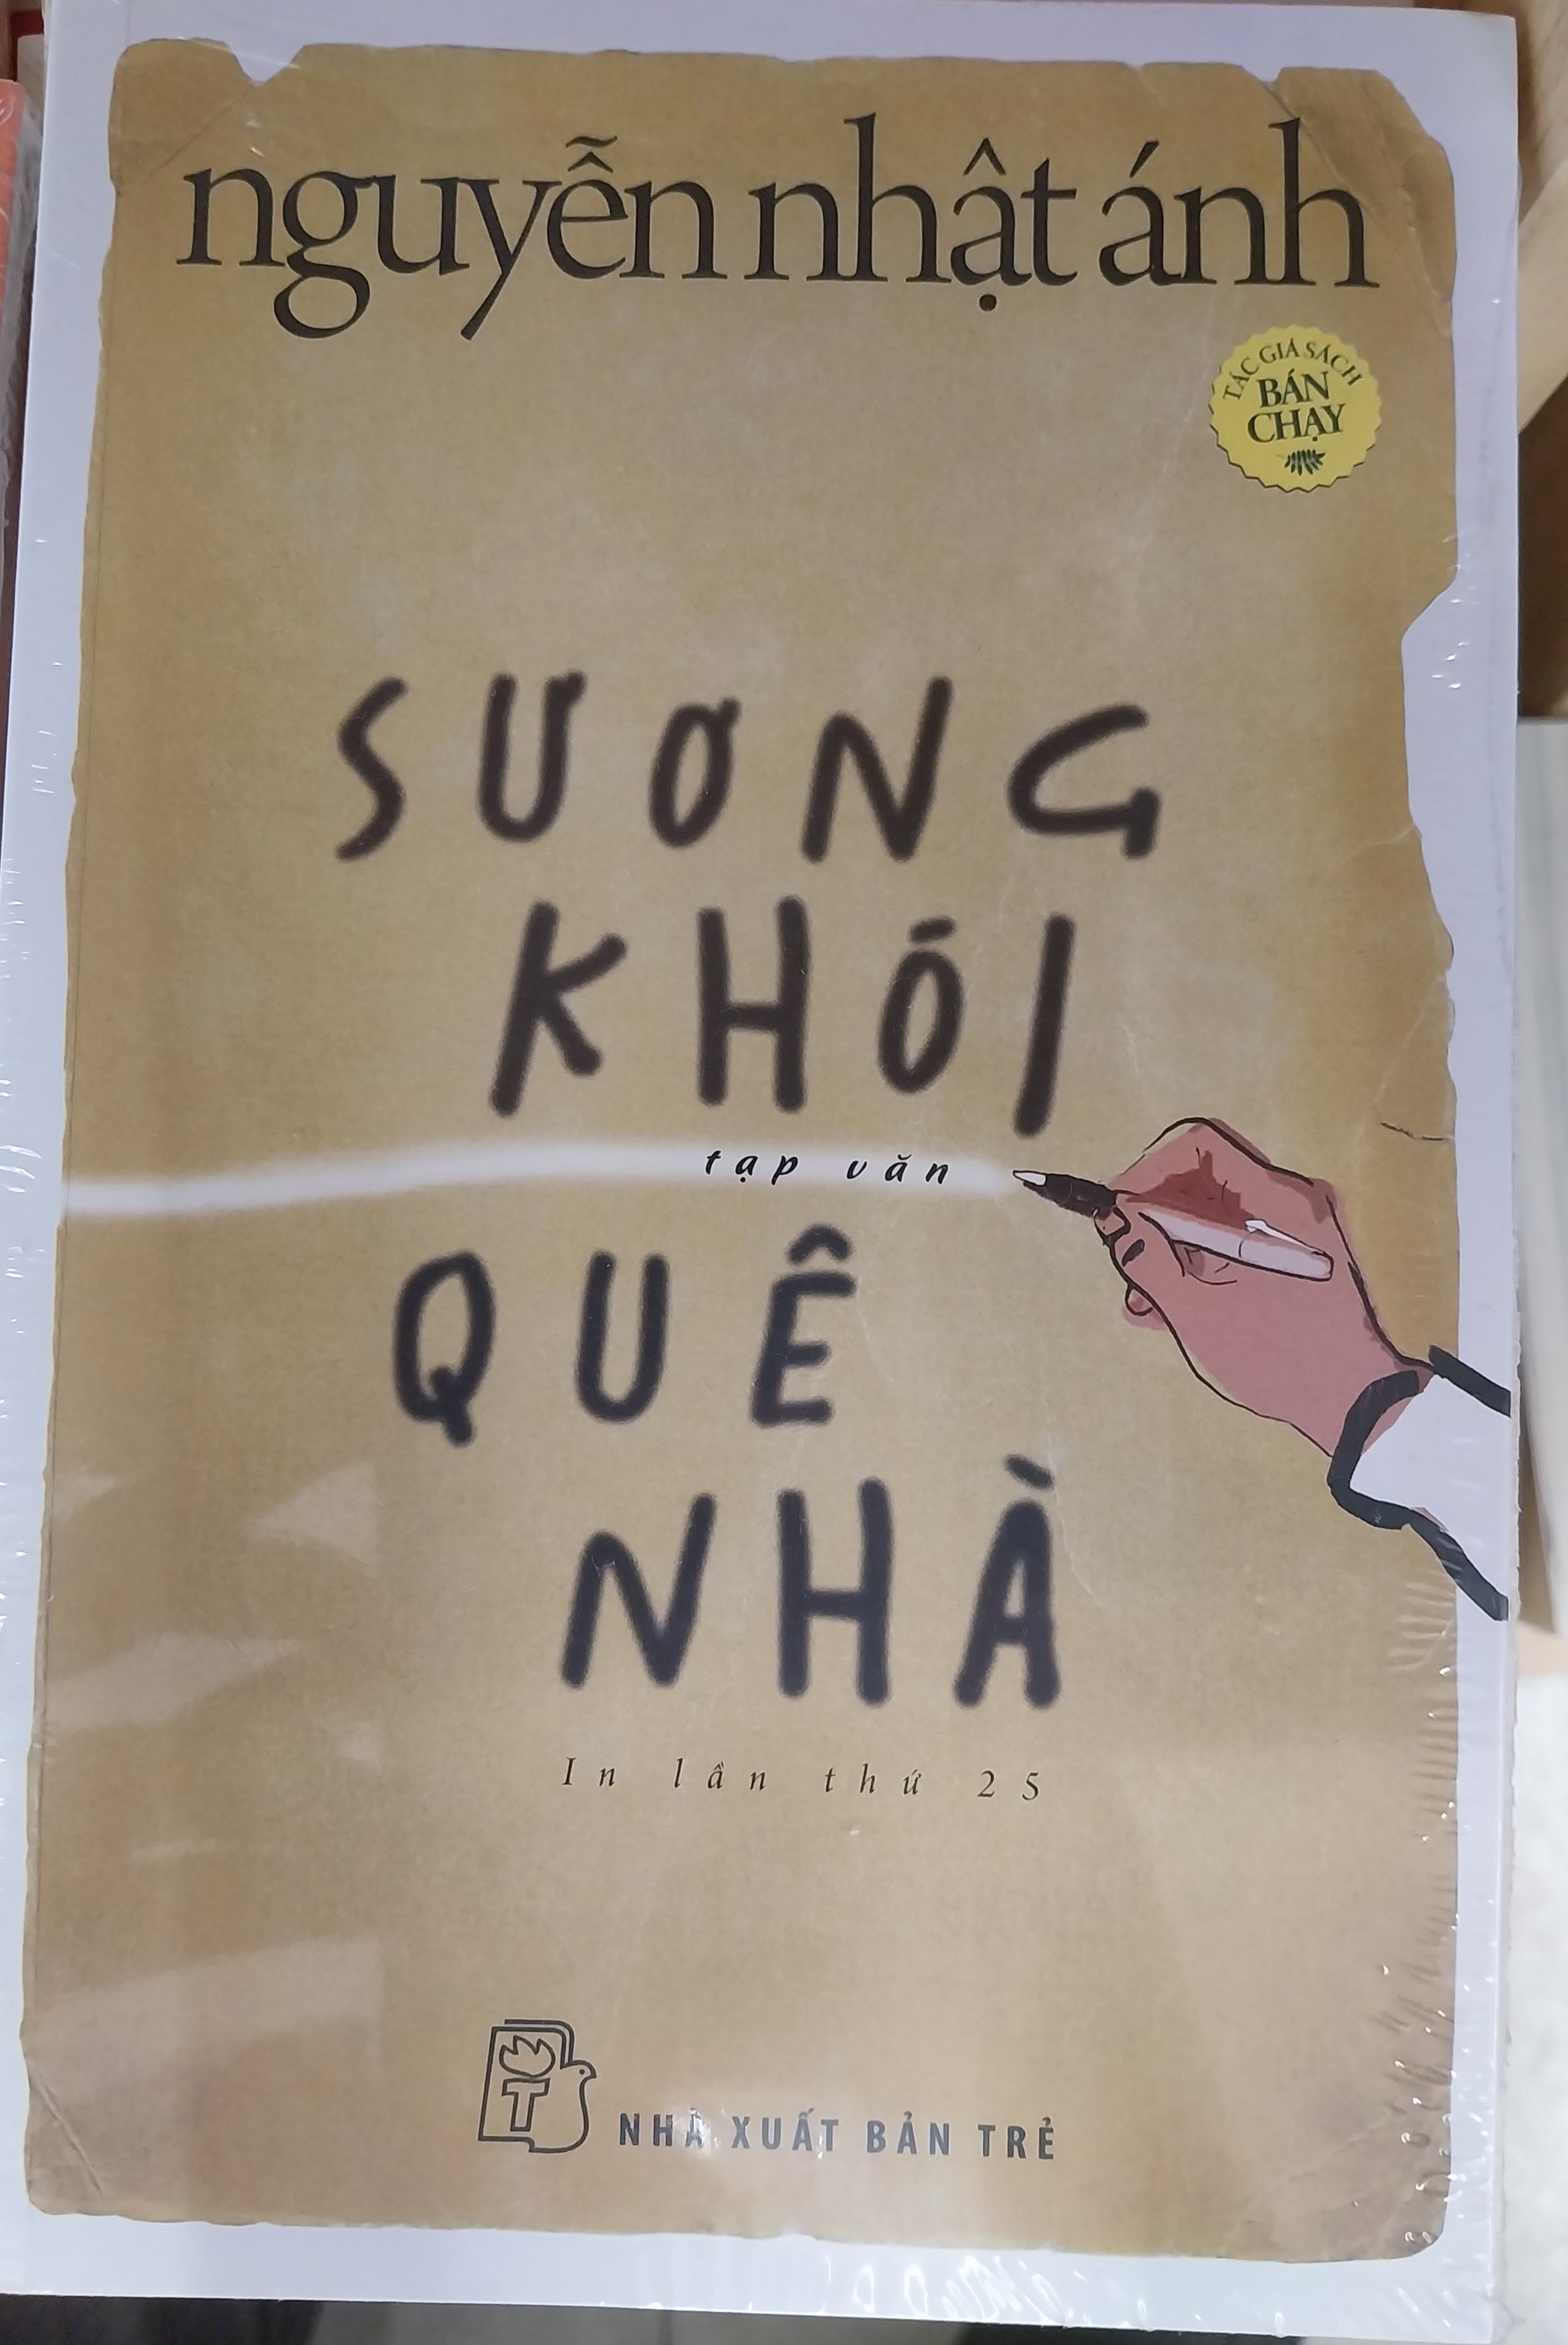 nguyễn nhật ánh
TÁC GIẢ SÁCH
BÁN
CHẠY
SƯƠNG
KHÓI
tạp văn
QUÊ
NHÀ
In lần thứ 25
T
NHÀ XUẤT BẢN TRẺ